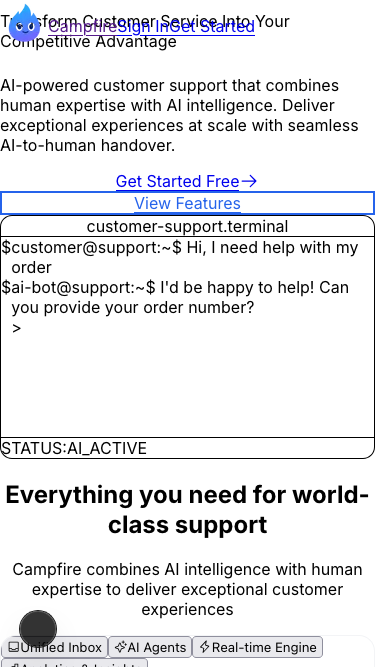 CampfireSign InGet Started
Transform Customer Service Into Your
Competitive Advantage
AI-powered customer support that combines
human expertise with AI intelligence. Deliver
exceptional experiences at scale with seamless
AI-to-human handover.
Get Started Free
View Features
customer-support.terminal
$customer@support:~$ Hi, I need help with my
order
$ai-bot@support:~$ I'd be happy to help! Can
you provide your order number?
>
STATUS:AI_ACTIVE
Everything you need for world-
class support
Campfire combines AI intelligence with human
expertise to deliver exceptional customer
experiences
Unified Inbox AI Agents Real-time Engine
Analytics & Insights